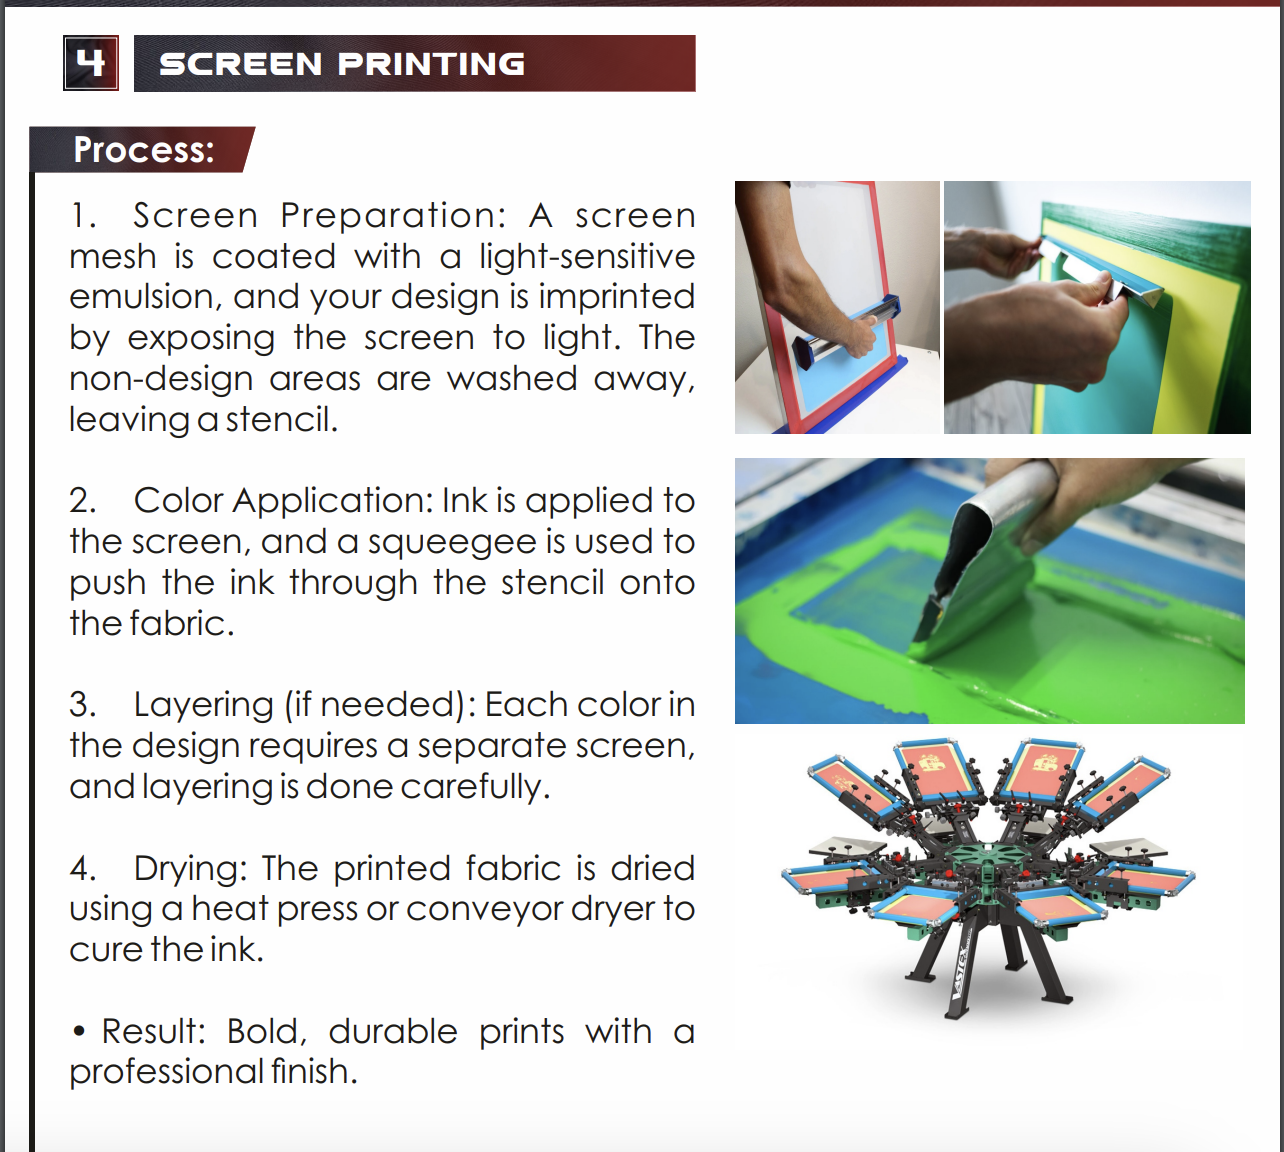 4 SCREEN PRINTING
Process:
1. Screen Preparation: A screen
mesh is coated with a light-sensitive
emulsion, and your design is imprinted
by exposing the screen to light. The
non-design areas are washed away,
leaving a stencil.
2. Color Application: Ink is applied to
the screen, and a squeegee is used to
push the ink through the stencil onto
the fabric.
3. Layering (if needed): Each color in
the design requires a separate screen,
and layering is done carefully.
4. Drying: The printed fabric is dried
using a heat press or conveyor dryer to
cure the ink.
• Result: Bold, durable prints with a
professional finish.
VASTEX